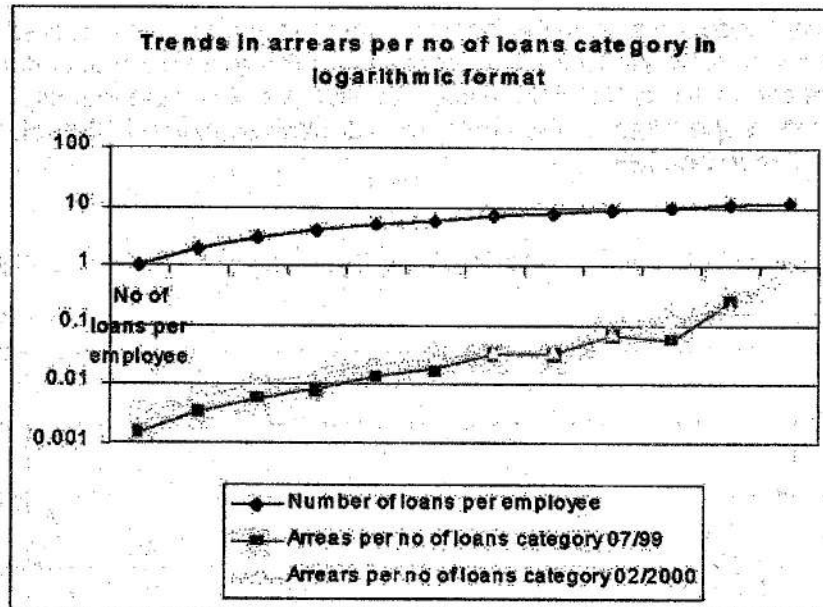 Trends in arrears per no of loans category in
logarithmic format
100
10
1
No of
loans per
employee
0.1
0.01
0.001
Number of loans per employee
Arreas per no of loans category 07/99
Arrears per no of loans category 02/2000